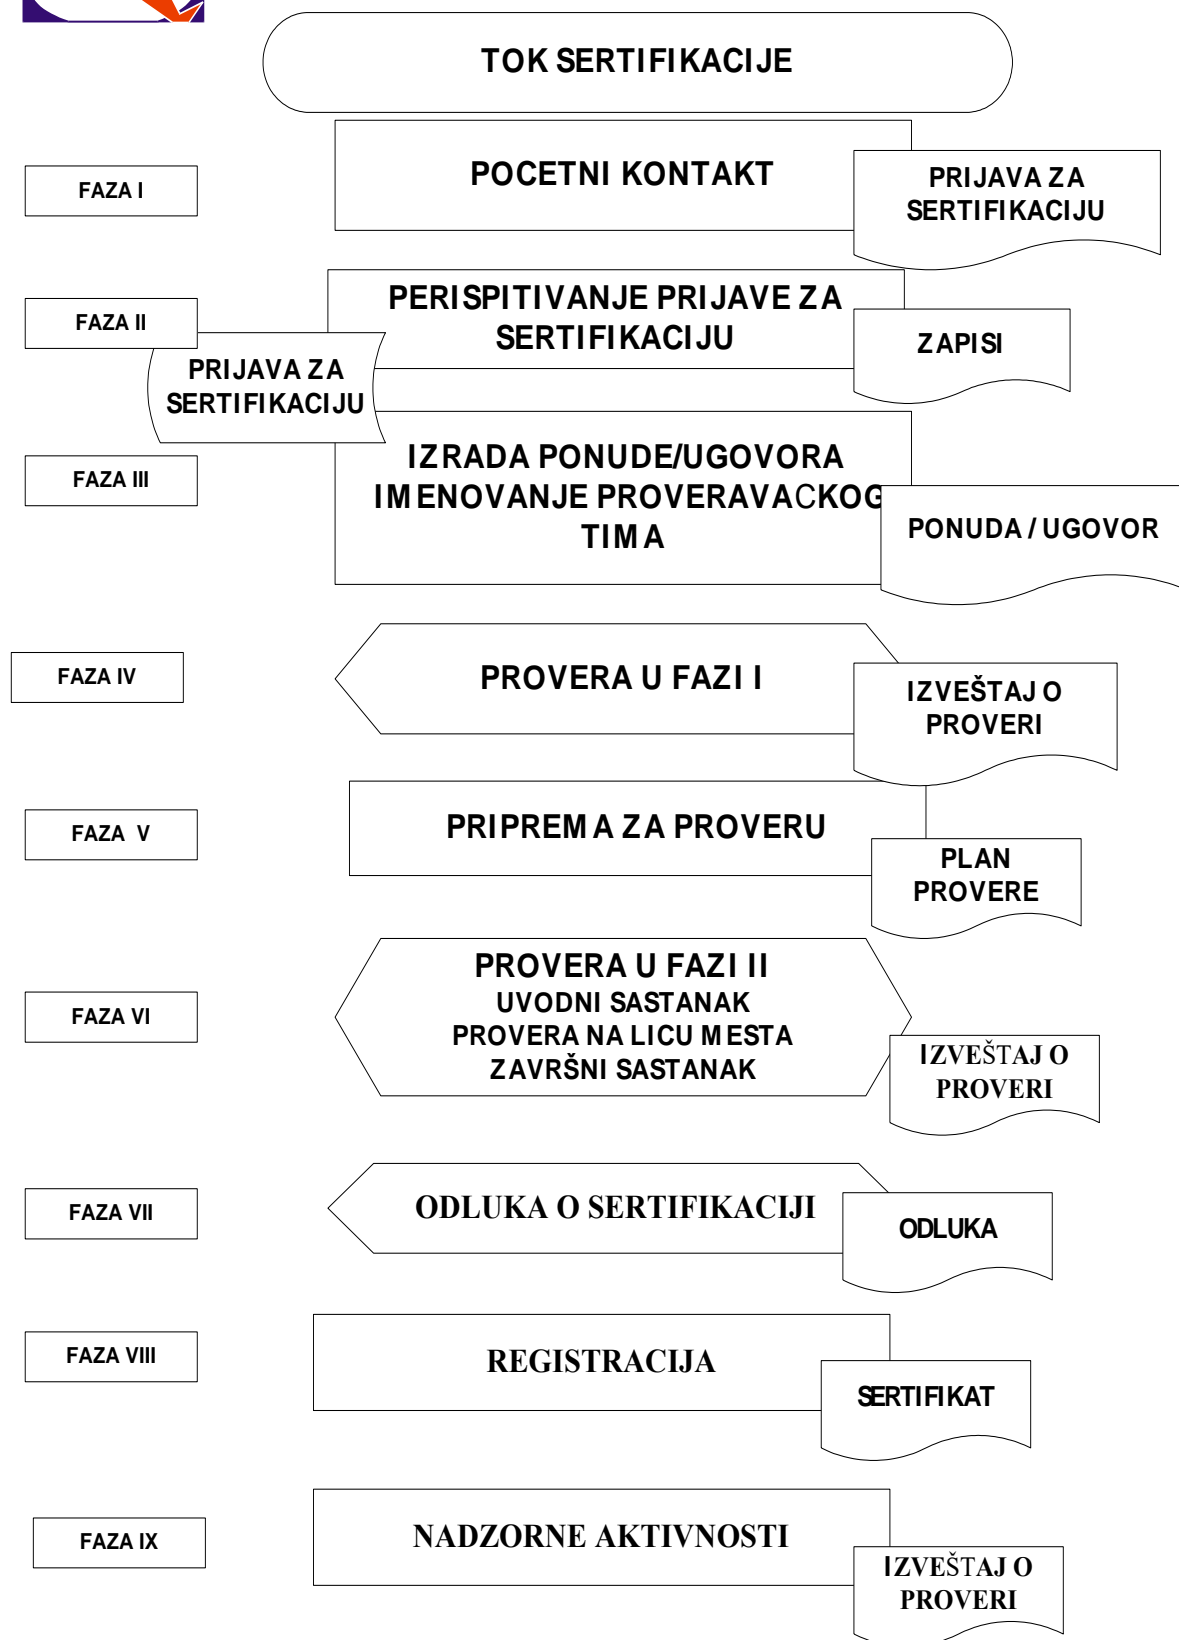 TOK SERTIFIKACIJE
FAZA I
POCETNI KONTAKT
PRIJAVA ZA
SERTIFIKACIJU
FAZA II
PERISPITIVANJE PRIJAVE ZA
SERTIFIKACIJU
ZAPISI
PRIJAVA ZA
SERTIFIKACIJU
FAZA III
IZRADA PONUDE/UGOVORA
IMENOVANJE PROVERAVACKOG
TIMA
PONUDA / UGOVOR
FAZA IV
PROVERA U FAZI I
IZVEŠTAJ O
PROVERI
FAZA V
PRIPREMA ZA PROVERU
PLAN
PROVERE
FAZA VI
PROVERA U FAZI II
UVODNI SASTANAK
PROVERA NA LICU MESTA
ZAVRŠNI SASTANAK
IZVEŠTAJ O
PROVERI
FAZA VII
ODLUKA O SERTIFIKACIJI
ODLUKA
FAZA VIII
REGISTRACIJA
SERTIFIKAT
FAZA IX
NADZORNE AKTIVNOSTI
IZVEŠTAJ O
PROVERI